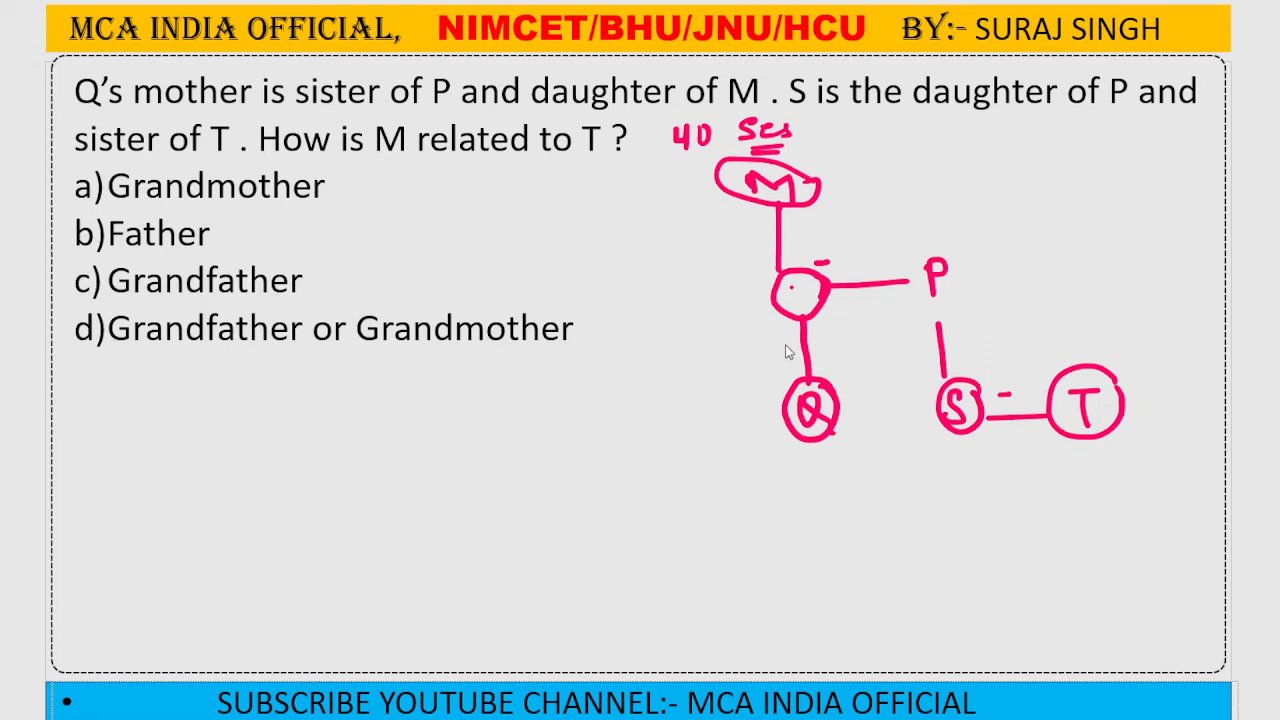 MCA INDIA OFFICIAL, NIMCET/BHU/JNU/HCU BY:- SURAJ SINGH
Q’s mother is sister of P and daughter of M . S is the daughter of P and
sister of T . How is M related to T ?
40 Ses
a)Grandmother
M
b)Father
- P
c) Grandfather
d)Grandfather or Grandmother
Q S - T
• SUBSCRIBE YOUTUBE CHANNEL:- MCA INDIA OFFICIAL